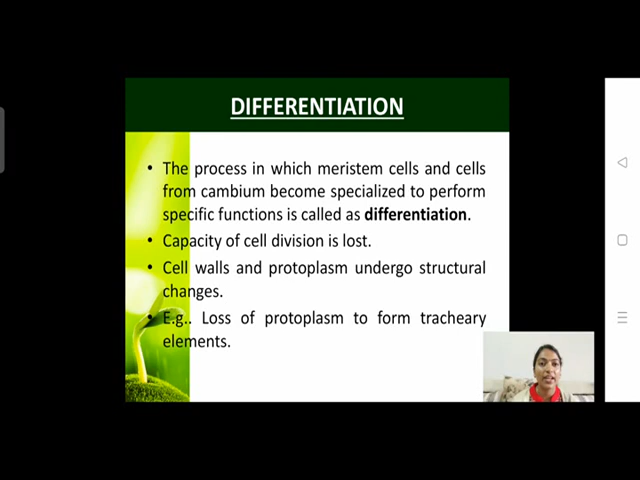 DIFFERENTIATION
• The process in which meristem cells and cells
from cambium become specialized to perform
specific functions is called as differentiation.
• Capacity of cell division is lost.
• Cell walls and protoplasm undergo structural
changes.
• E.g.. Loss of protoplasm to form tracheary
elements.